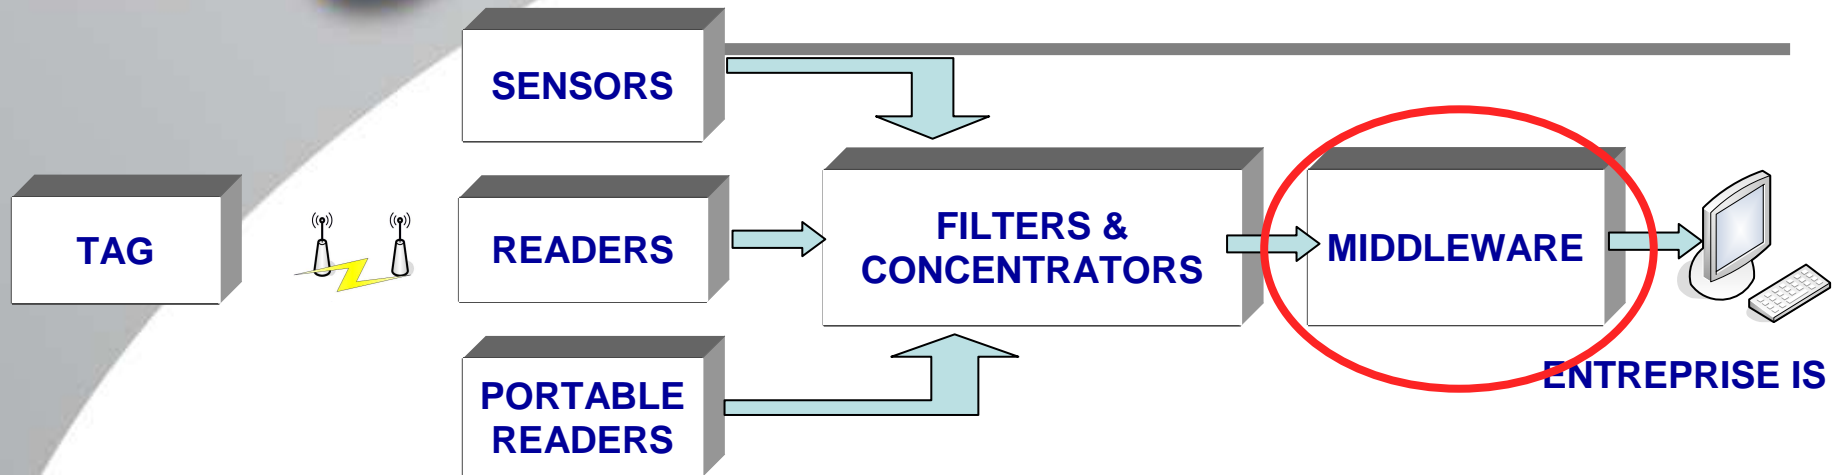 SENSORS
TAG
READERS
FILTERS &
CONCENTRATORS
MIDDLEWARE
ENTREPRISE IS
PORTABLE
READERS